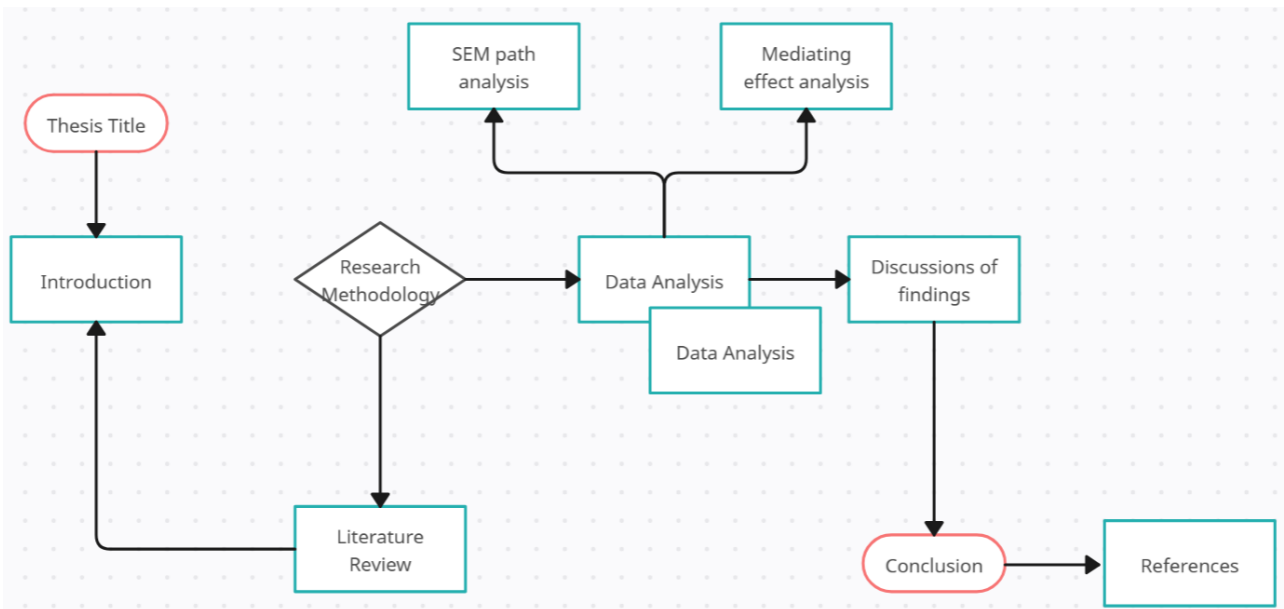 SEM path
analysis
Mediating
effect analysis
Thesis Title
Introduction
Research
Methodology
Data Analysis
Discussions of
findings
Data Analysis
Literature
Review
Conclusion
References